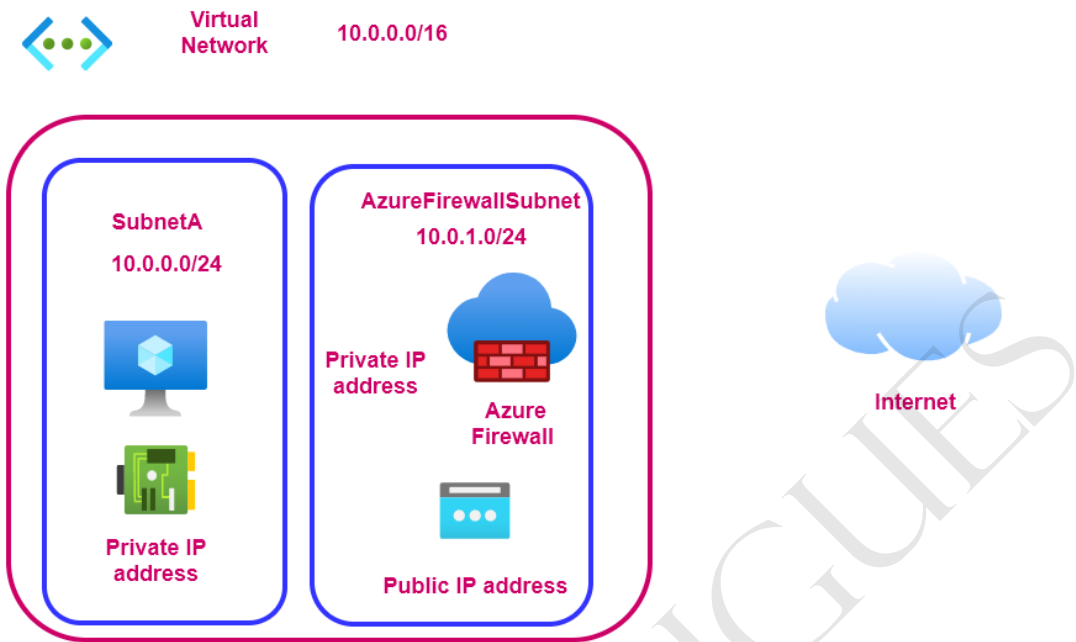 Virtual
Network
10.0.0.0/16
SubnetA
10.0.0.0/24
Private IP
address
AzureFirewallSubnet
10.0.1.0/24
Private IP
address
Azure
Firewall
Public IP address
Internet